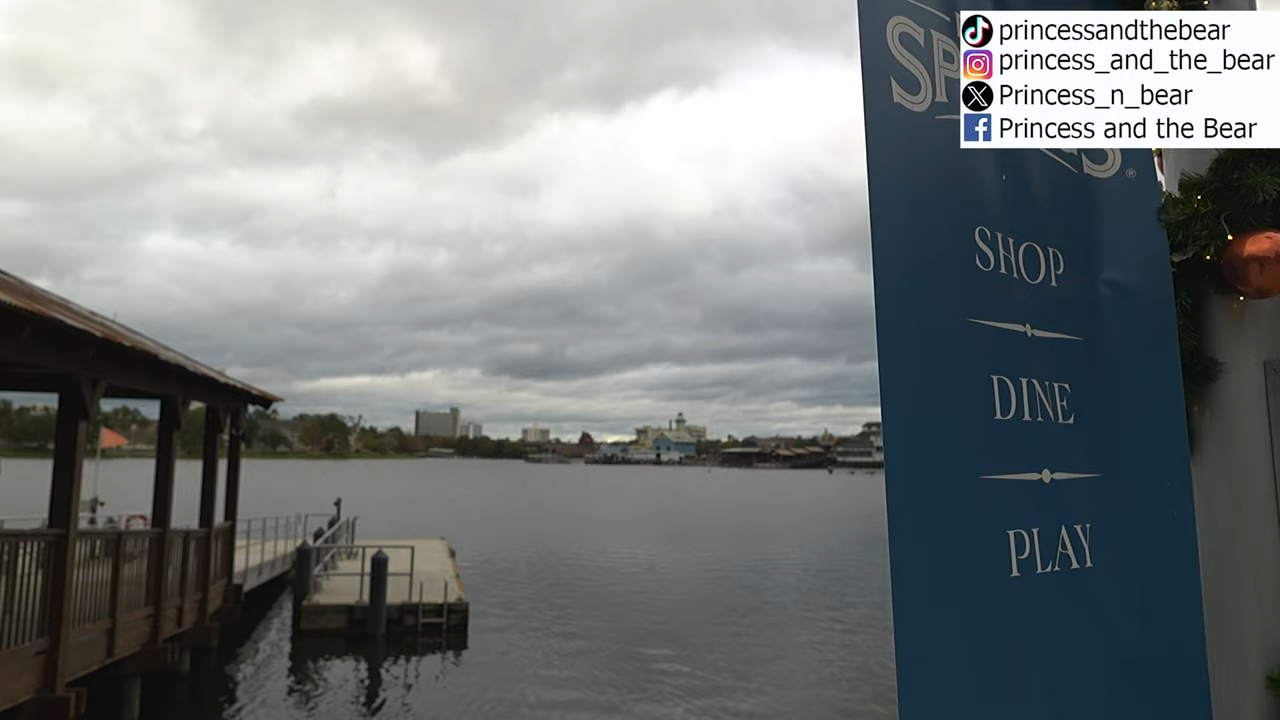 princessandthebear
princess_and_the_bear
Princess_n_bear
Princess and the Bear
SHOP
DINE
PLAY